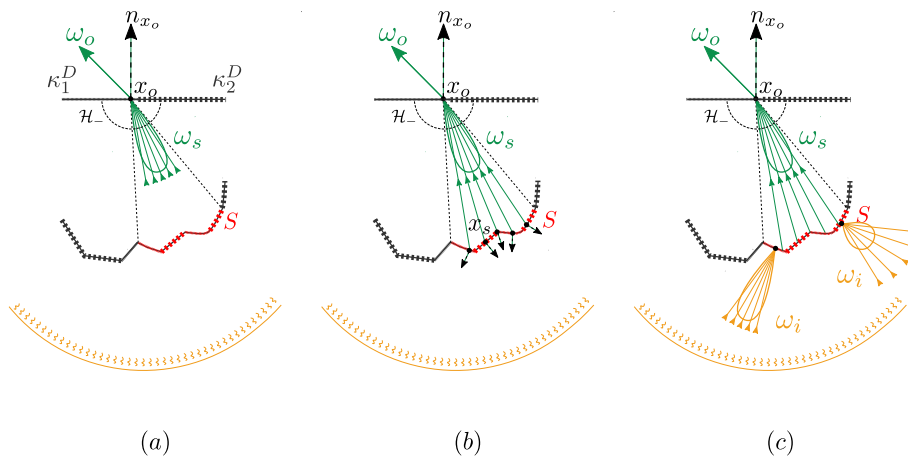 n_{x_o} n_{x_o} n_{x_o}
ω_o ω_o ω_o
κ_1^D x_o κ_2^D x_o x_o
ℋ_− ℋ_− ℋ_−
ω_s ω_s ω_s
S x_s S S
ω_i
ω_i
(a) (b) (c)